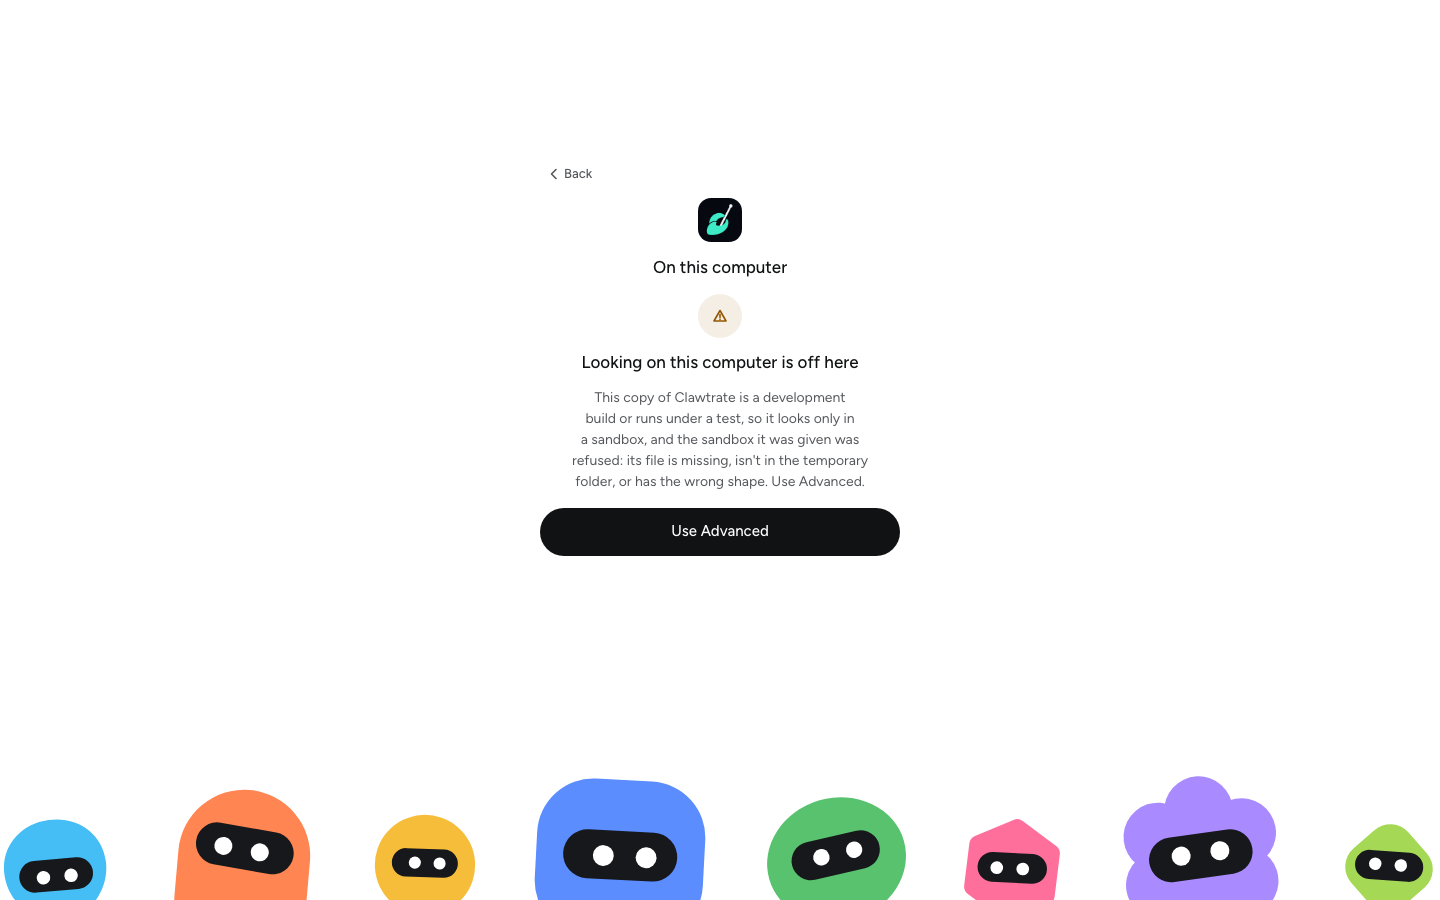 Back
On this computer
Looking on this computer is off here
This copy of Clawtrate is a development
build or runs under a test, so it looks only in
a sandbox, and the sandbox it was given was
refused: its file is missing, isn't in the temporary
folder, or has the wrong shape. Use Advanced.
Use Advanced